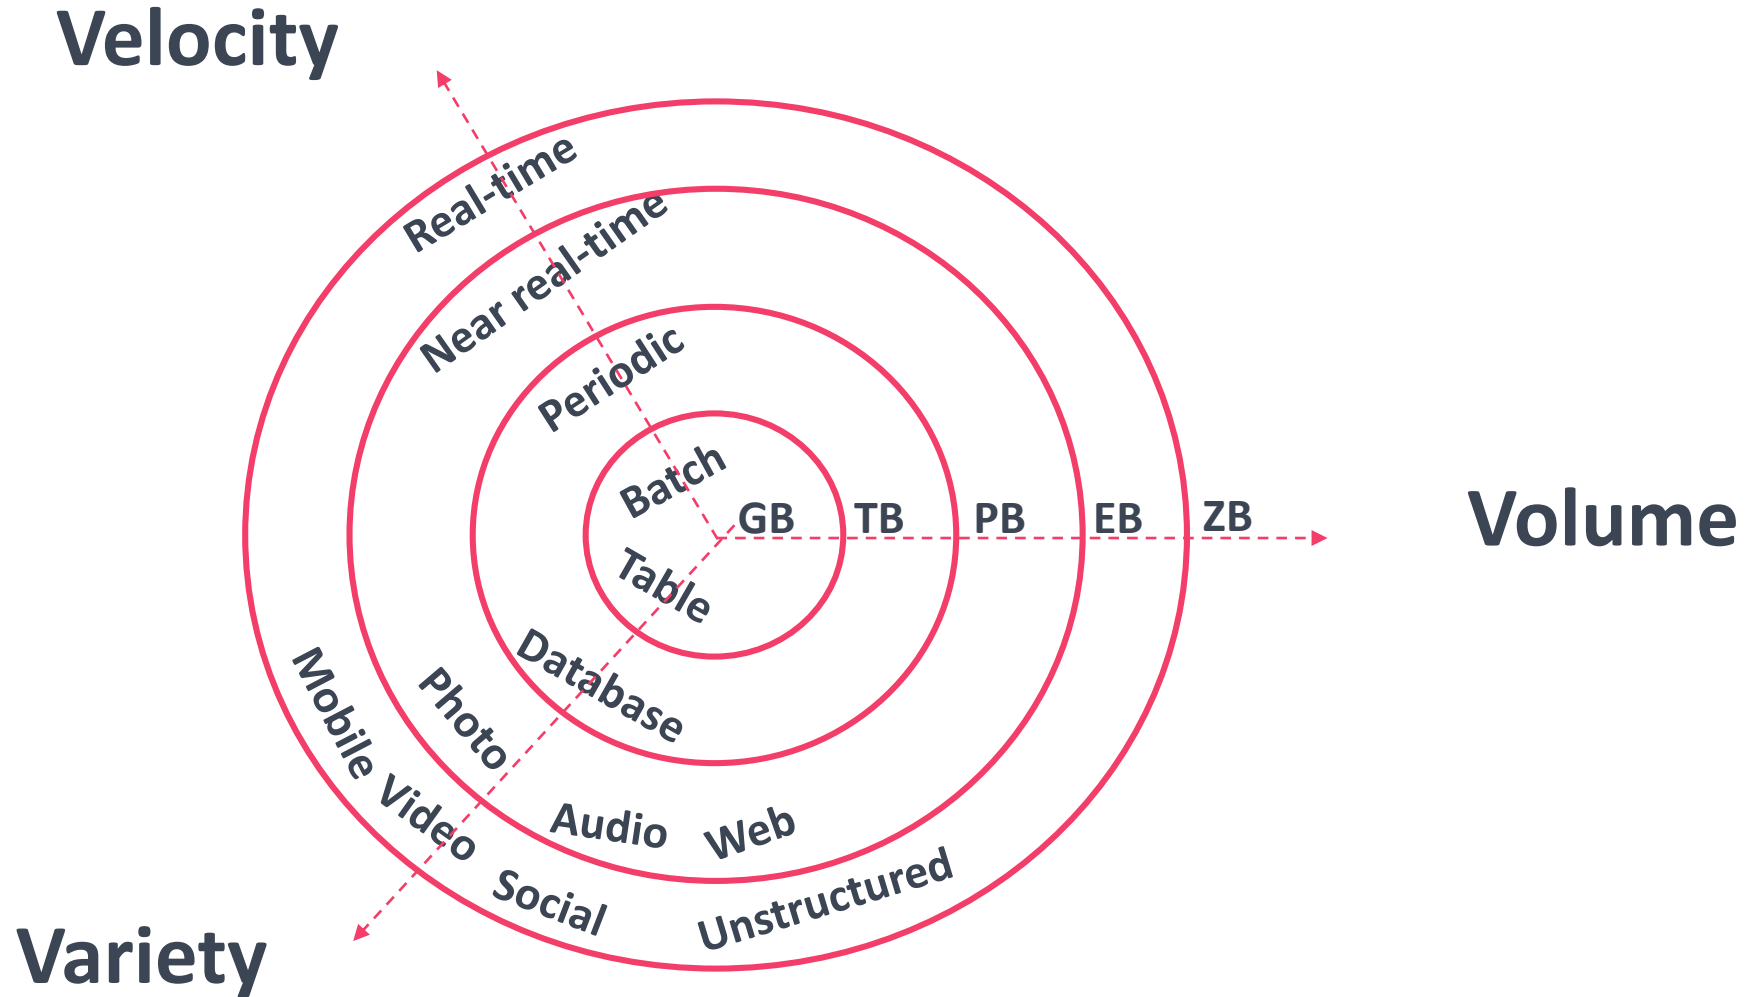 Velocity
Real-time
Near real-time
Periodic
Batch
GB TB PB EB ZB
Volume
Table
Database
Photo
Audio
Web
Mobile
Video
Social
Unstructured
Variety